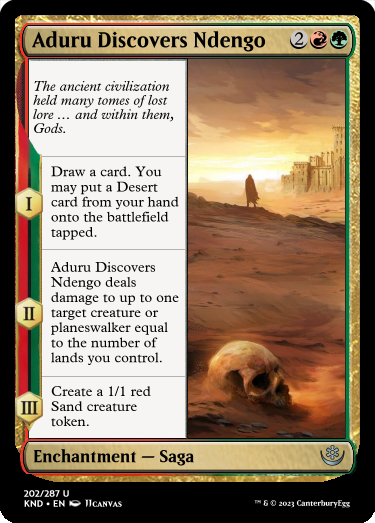 Aduru Discovers Ndengo 2
The ancient civilization
held many tomes of lost
lore … and within them,
Gods.
I
Draw a card. You
may put a Desert
card from your hand
onto the battlefield
tapped.
II
Aduru Discovers
Ndengo deals
damage to up to one
target creature or
planeswalker equal
to the number of
lands you control.
III
Create a 1/1 red
Sand creature
token.
Enchantment — Saga
202/287 U
KND • EN 11CANVAS
™ & © 2023 CanterburyEgg